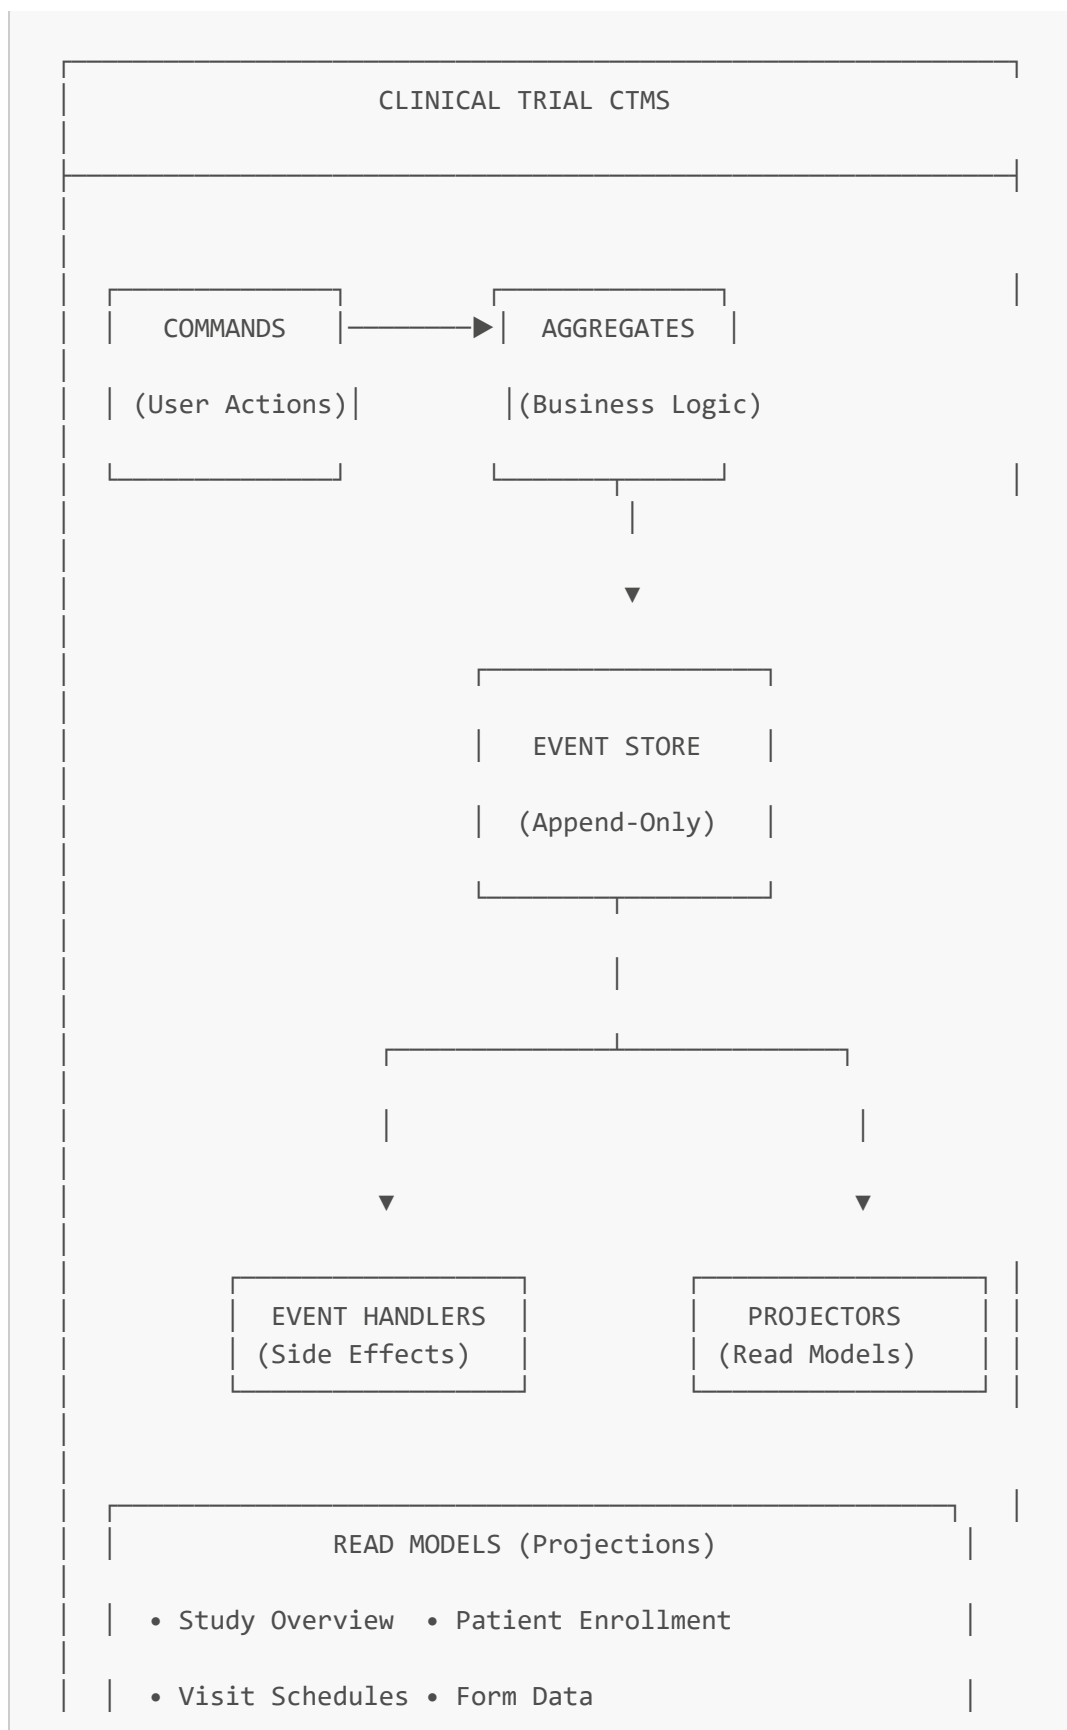 CLINICAL TRIAL CTMS
COMMANDS AGGREGATES
(User Actions) (Business Logic)
EVENT STORE
(Append-Only)
EVENT HANDLERS PROJECTORS
(Side Effects) (Read Models)
READ MODELS (Projections)
• Study Overview • Patient Enrollment
• Visit Schedules • Form Data